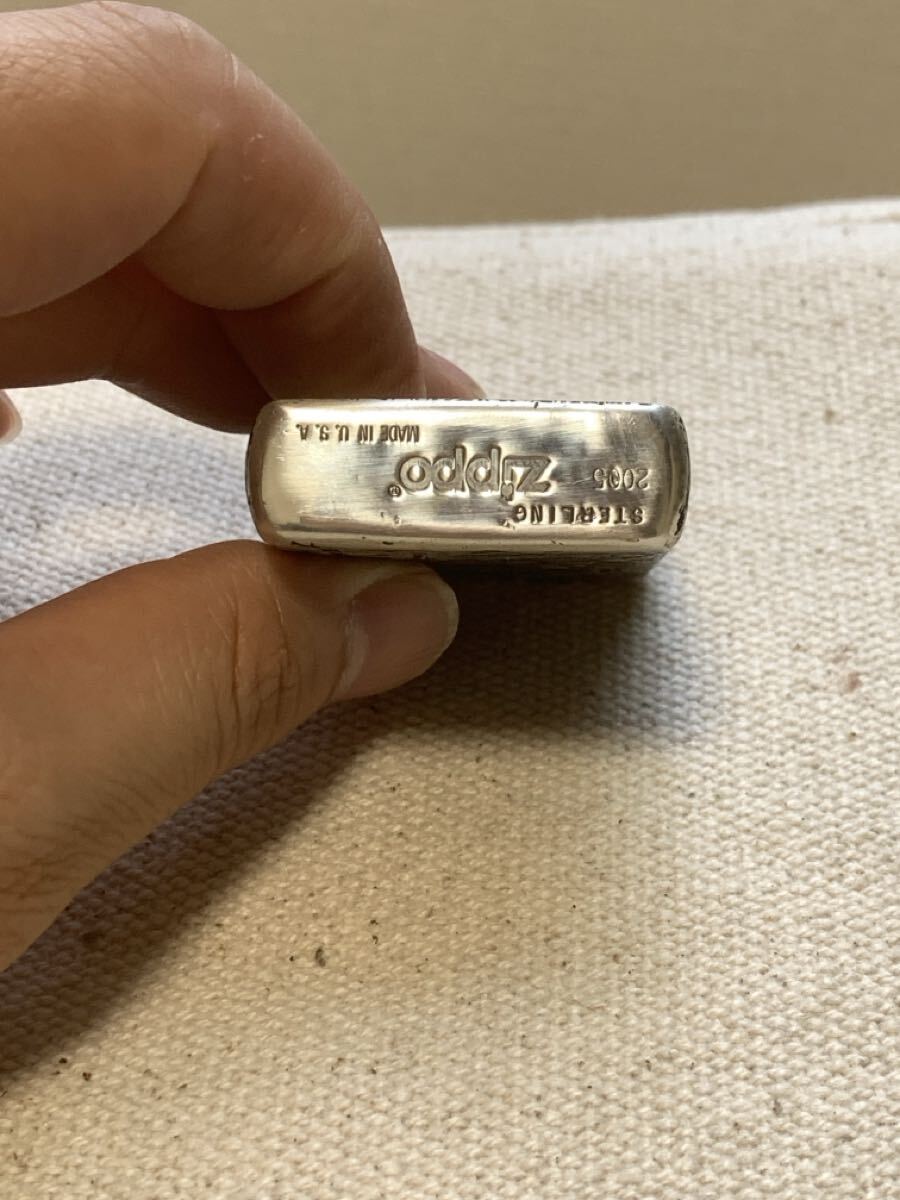 STERLING
2005 Zippo®
MADE IN U. S. A.